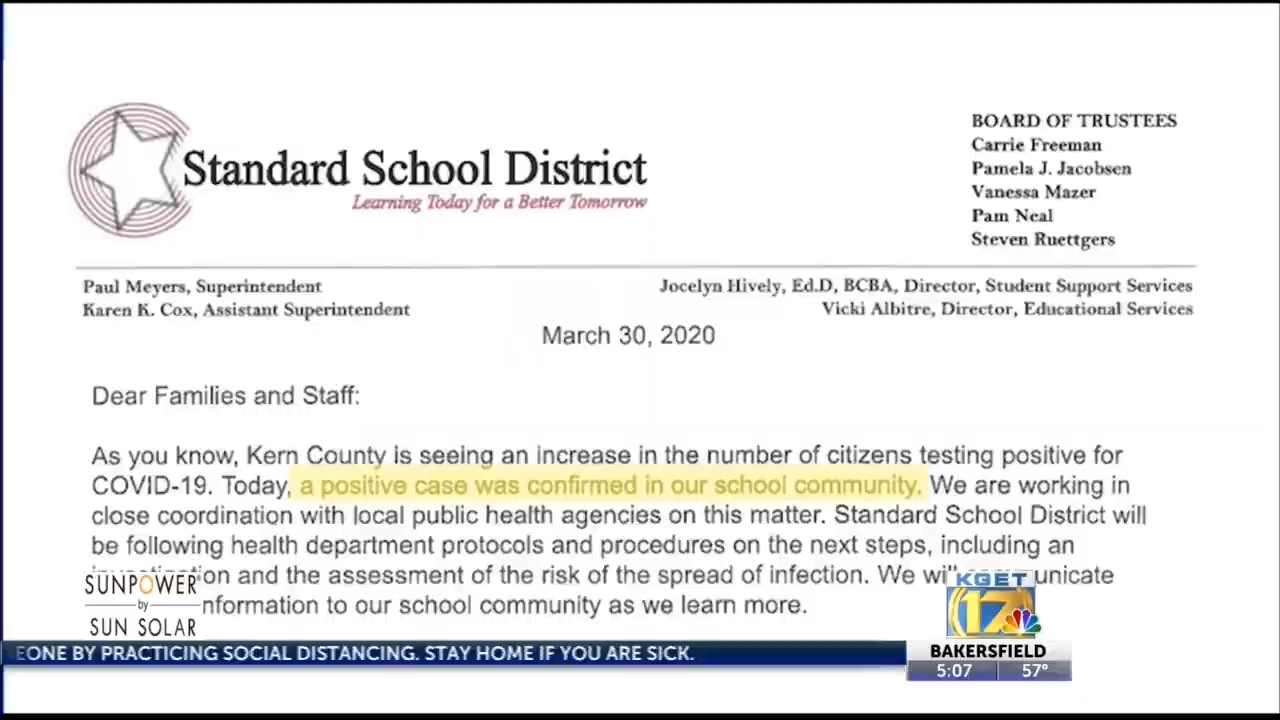 Standard School District
Learning Today for a Better Tomorrow
BOARD OF TRUSTEES
Carrie Freeman
Pamela J. Jacobsen
Vanessa Mazer
Pam Neal
Steven Ruettgers
Paul Meyers, Superintendent
Karen K. Cox, Assistant Superintendent
Jocelyn Hively, Ed.D, BCBA, Director, Student Support Services
Vicki Albitre, Director, Educational Services
March 30, 2020
Dear Families and Staff:
As you know, Kern County is seeing an increase in the number of citizens testing positive for
COVID-19. Today, a positive case was confirmed in our school community. We are working in
close coordination with local public health agencies on this matter. Standard School District will
be following health department protocols and procedures on the next steps, including an
and the assessment of the risk of the spread of infection. We
to our school community as we learn more.
SUNPOWER
by
SUN SOLAR
KGET
17
EONE BY PRACTICING SOCIAL DISTANCING. STAY HOME IF YOU ARE SICK.
BAKERSFIELD
5:07 57°